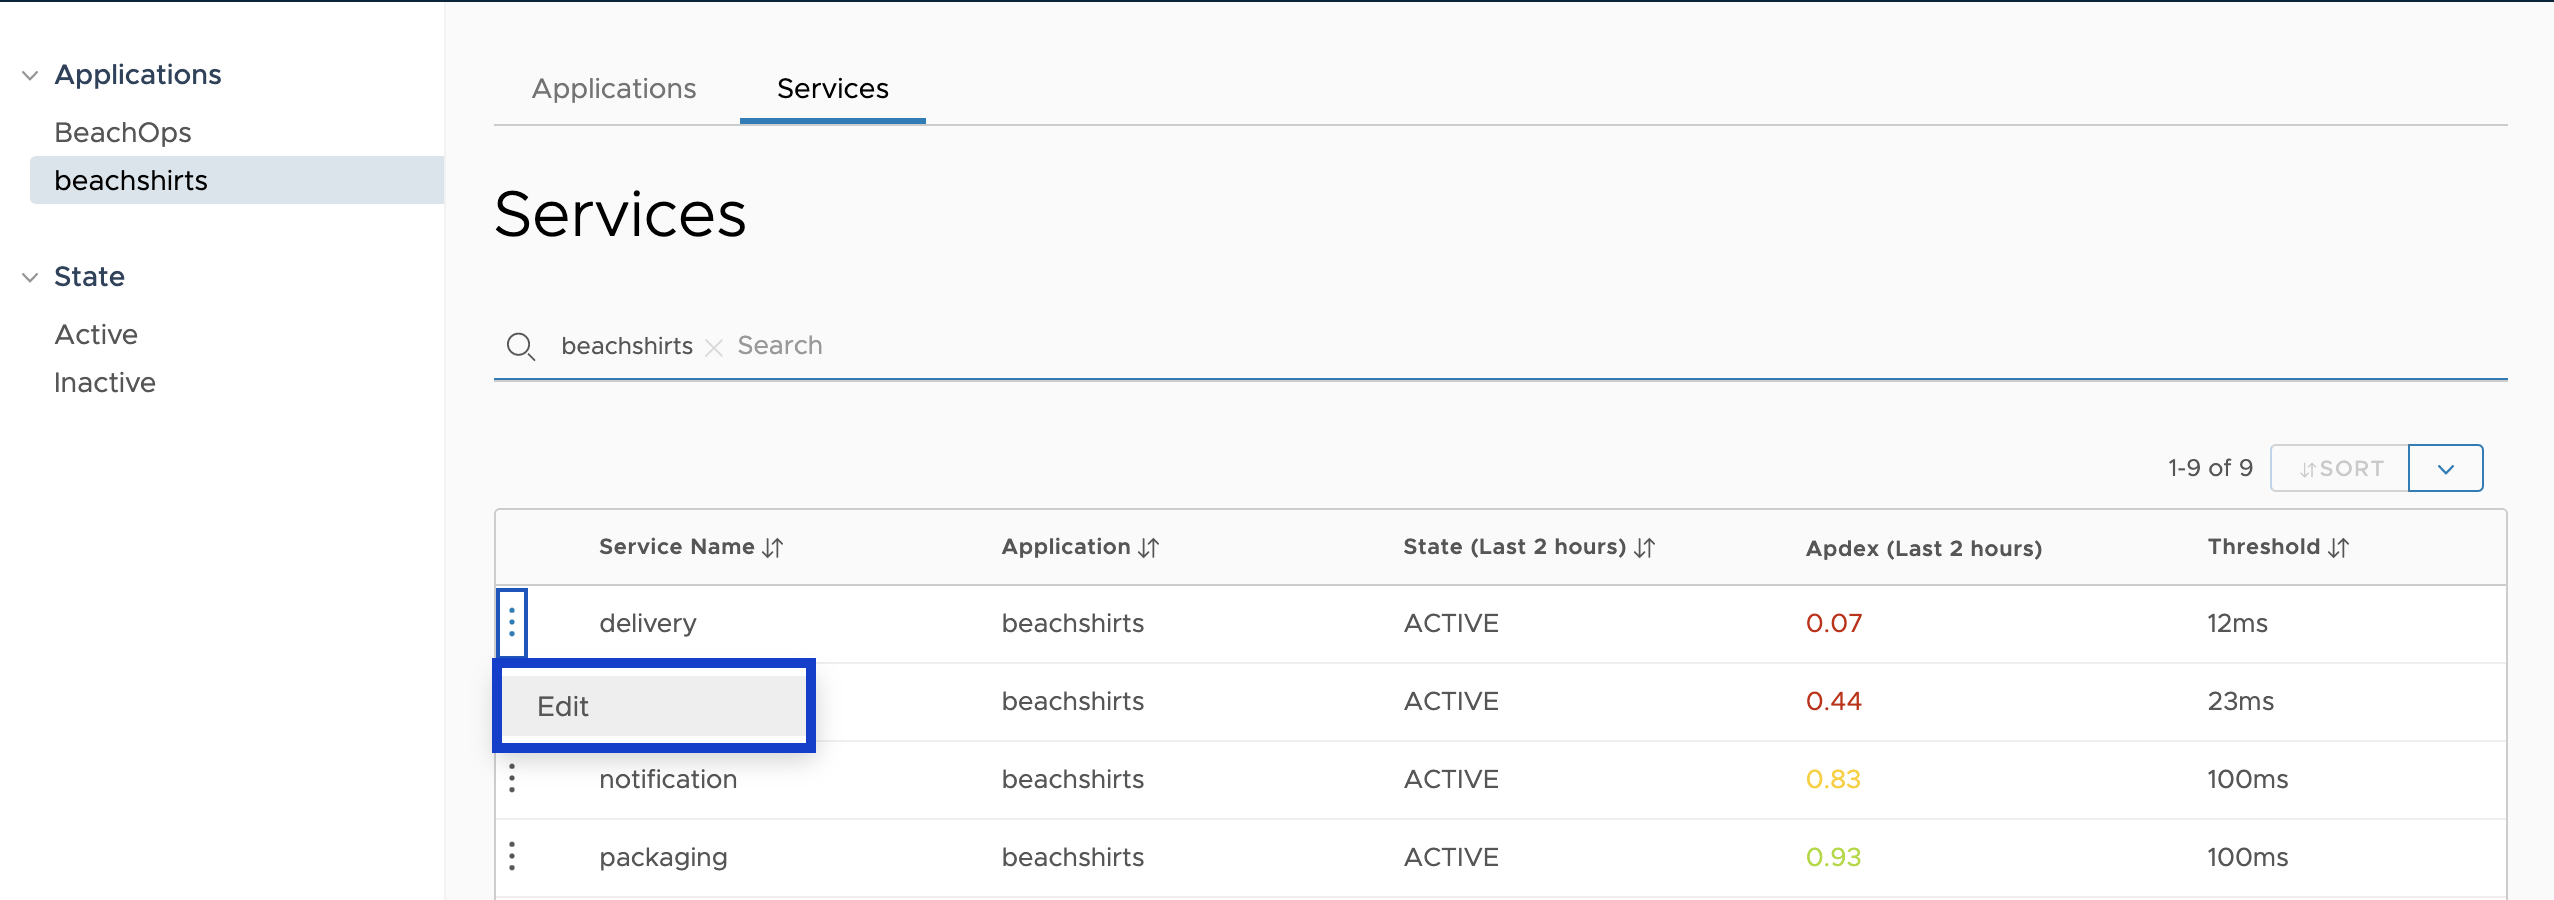 Applications
BeachOps
beachshirts
State
Active
Inactive
Applications Services
Services
beachshirts Search
1-9 of 9 SORT
Service Name Application State (Last 2 hours) Apdex (Last 2 hours) Threshold
delivery beachshirts ACTIVE 0.07 12ms
Edit beachshirts ACTIVE 0.44 23ms
notification beachshirts ACTIVE 0.83 100ms
packaging beachshirts ACTIVE 0.93 100ms